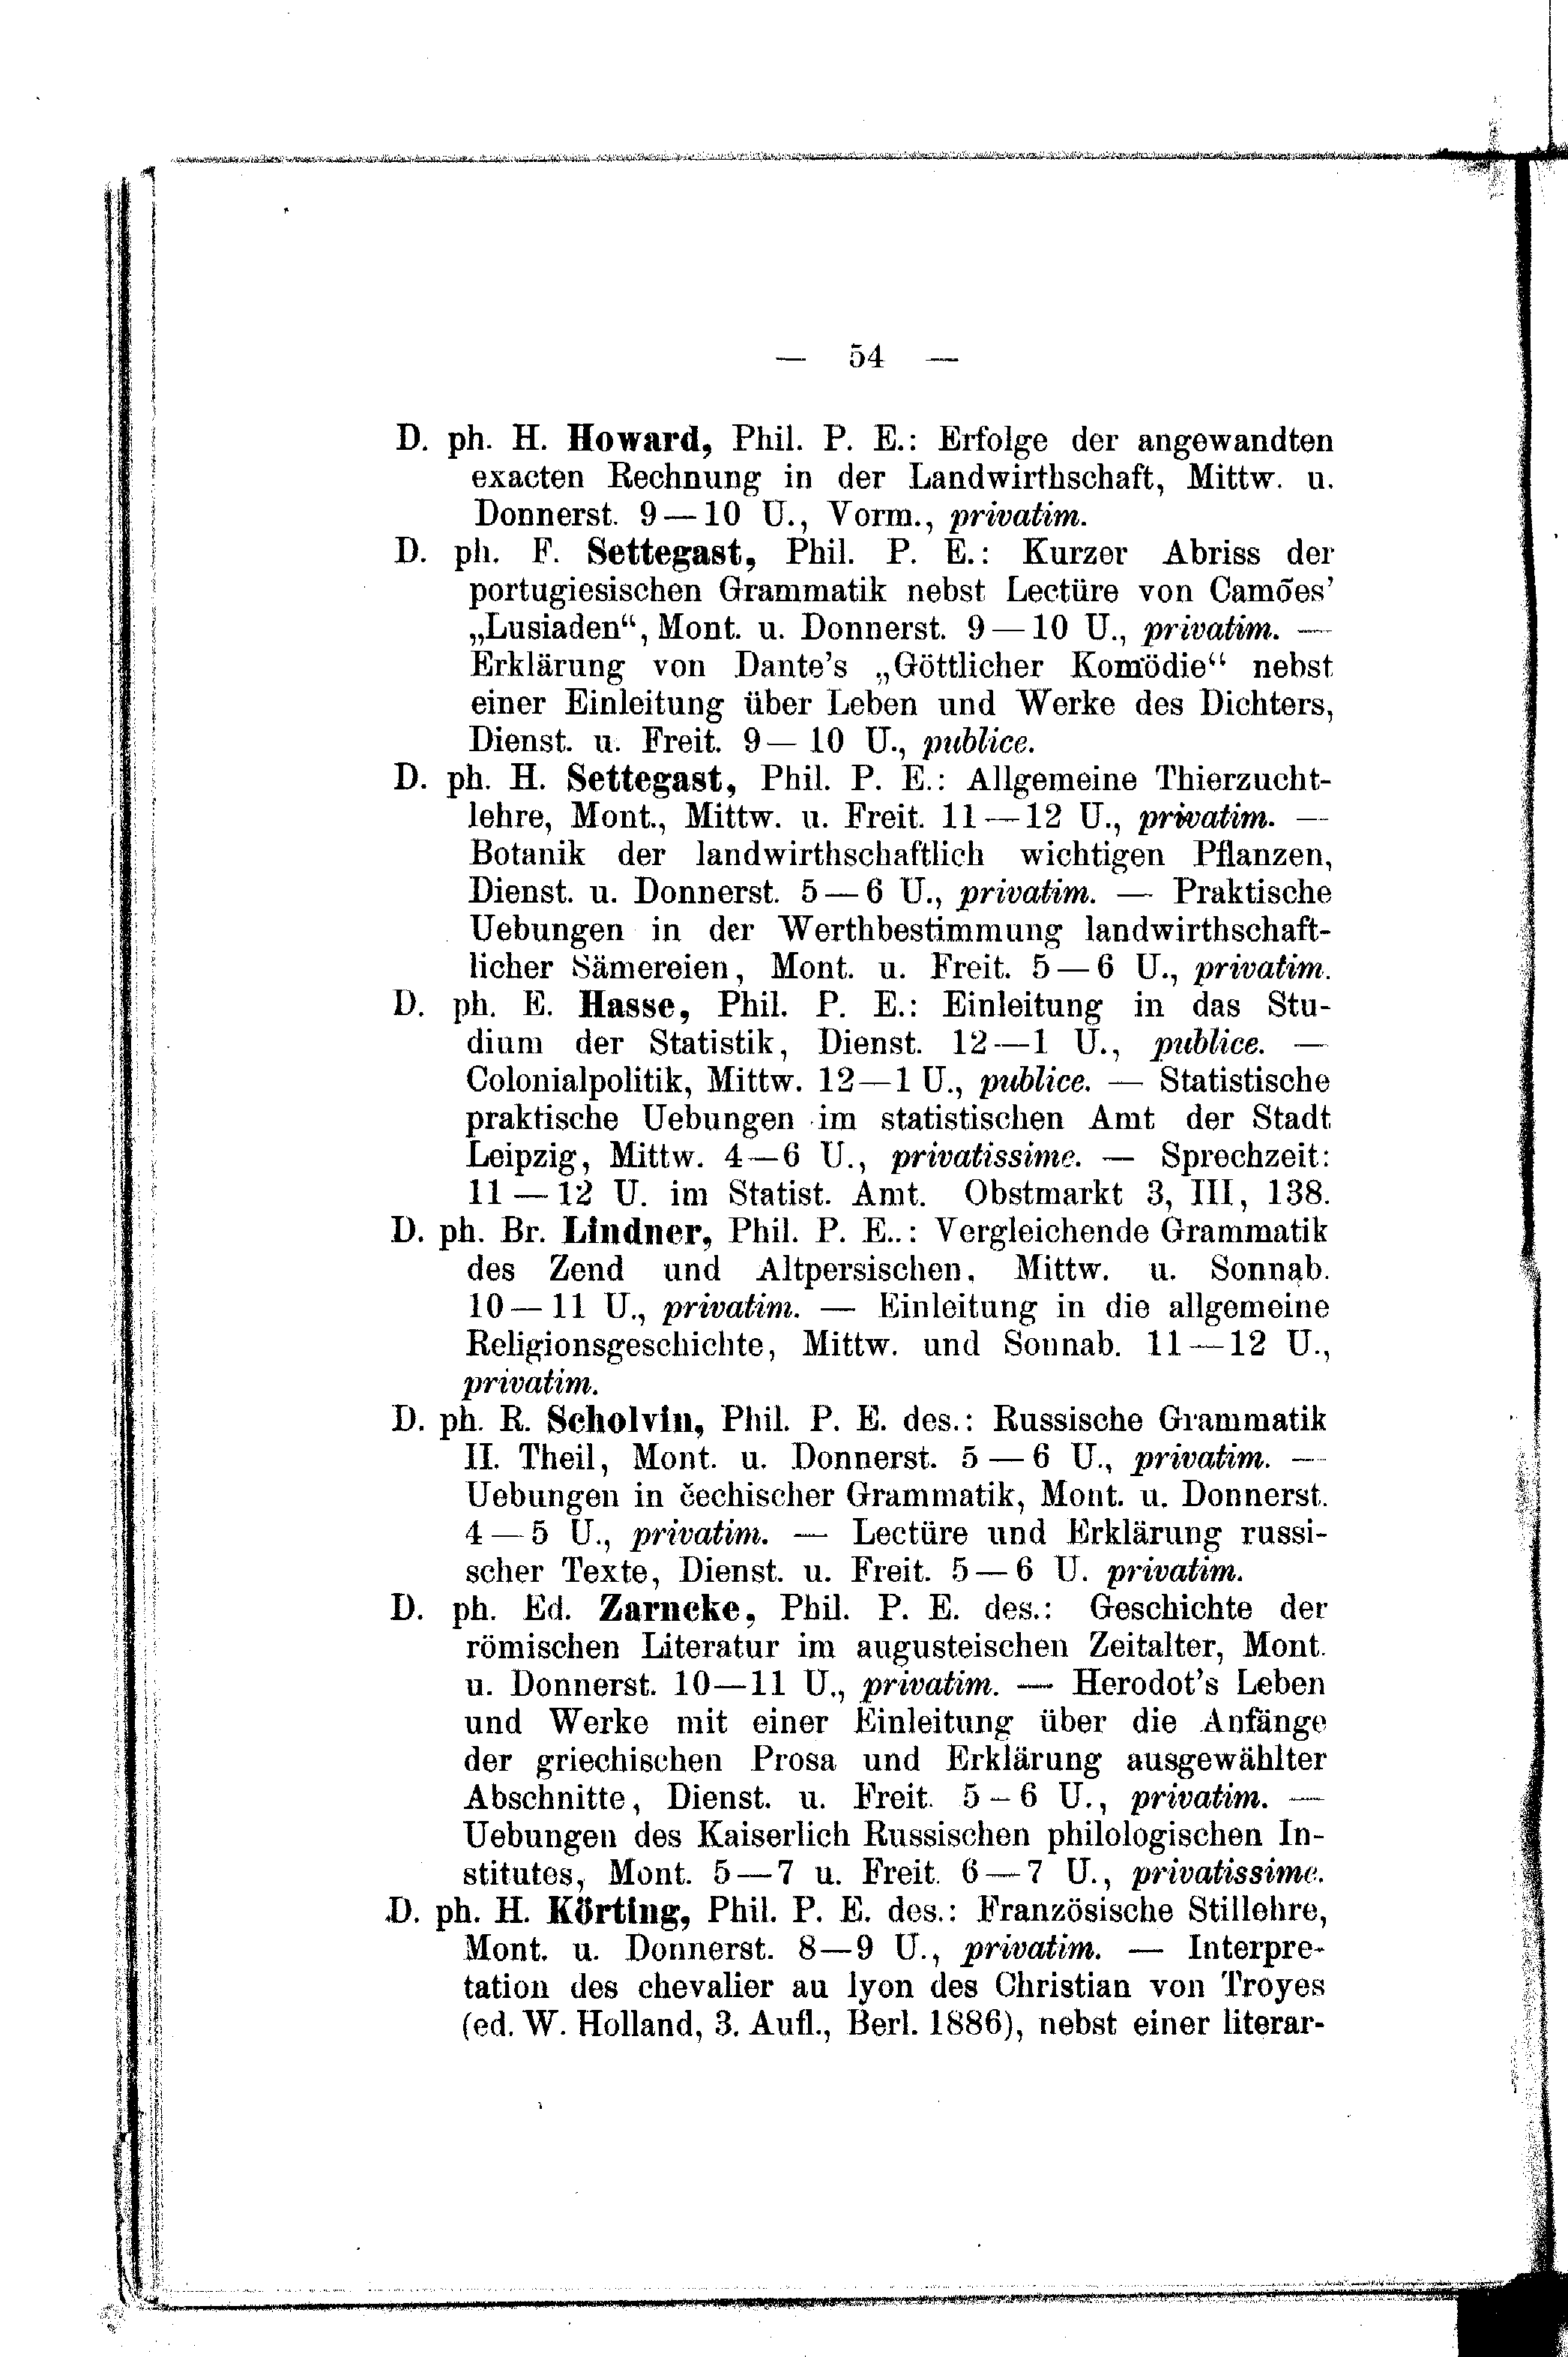 — 54 —
D. ph. H. Howard, Phil. P. E.: Erfolge der angewandten
exacten Rechnung in der Landwirthschaft, Mittw. u.
Donnerst. 9—10 U., Vorm., privatim.
D. ph. F. Settegast, Phil. P. E.: Kurzer Abriss der
portugiesischen Grammatik nebst Lectüre von Camões’
„Lusiaden“, Mont. u. Donnerst. 9—10 U., privatim. —
Erklärung von Dante’s „Göttlicher Komödie“ nebst
einer Einleitung über Leben und Werke des Dichters,
Dienst. u. Freit. 9—10 U., publice.
D. ph. H. Settegast, Phil. P. E.: Allgemeine Thierzucht-
lehre, Mont., Mittw. u. Freit. 11—12 U., privatim. —
Botanik der landwirthschaftlich wichtigen Pflanzen,
Dienst. u. Donnerst. 5—6 U., privatim. — Praktische
Uebungen in der Werthbestimmung landwirthschaft-
licher Sämereien, Mont. u. Freit. 5—6 U., privatim.
D. ph. E. Hasse, Phil. P. E.: Einleitung in das Stu-
dium der Statistik, Dienst. 12—1 U., publice. —
Colonialpolitik, Mittw. 12—1 U., publice. — Statistische
praktische Uebungen im statistischen Amt der Stadt
Leipzig, Mittw. 4—6 U., privatissime. — Sprechzeit:
11—12 U. im Statist. Amt. Obstmarkt 3, III, 138.
D. ph. Br. Lindner, Phil. P. E..: Vergleichende Grammatik
des Zend und Altpersischen, Mittw. u. Sonnab.
10—11 U., privatim. — Einleitung in die allgemeine
Religionsgeschichte, Mittw. und Sonnab. 11—12 U.,
privatim.
D. ph. R. Scholvin, Phil. P. E. des.: Russische Grammatik
II. Theil, Mont. u. Donnerst. 5—6 U., privatim. —
Uebungen in čechischer Grammatik, Mont. u. Donnerst.
4—5 U., privatim. — Lectüre und Erklärung russi-
scher Texte, Dienst. u. Freit. 5—6 U. privatim.
D. ph. Ed. Zarncke, Phil. P. E. des.: Geschichte der
römischen Literatur im augusteischen Zeitalter, Mont.
u. Donnerst. 10—11 U., privatim. — Herodot’s Leben
und Werke mit einer Einleitung über die Anfänge
der griechischen Prosa und Erklärung ausgewählter
Abschnitte, Dienst. u. Freit. 5–6 U., privatim. —
Uebungen des Kaiserlich Russischen philologischen In-
stitutes, Mont. 5—7 u. Freit. 6—7 U., privatissime.
D. ph. H. Körting, Phil. P. E. des.: Französische Stillehre,
Mont. u. Donnerst. 8—9 U., privatim. — Interpre-
tation des chevalier au lyon des Christian von Troyes
(ed. W. Holland, 3. Aufl., Berl. 1886), nebst einer literar-